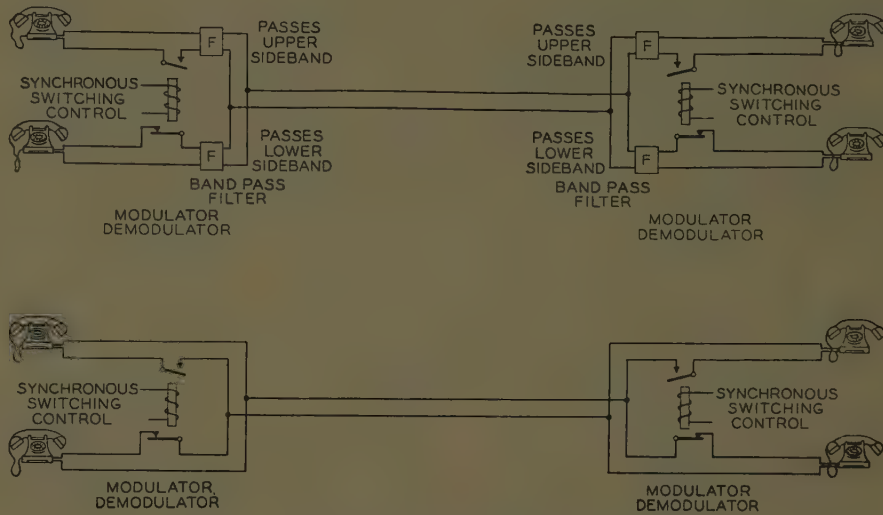 PASSES
UPPER
SIDEBAND
F
SYNCHRONOUS
SWITCHING
CONTROL
F
PASSES
LOWER
SIDEBAND
BAND PASS
FILTER
MODULATOR
DEMODULATOR
PASSES
UPPER
SIDEBAND
F
SYNCHRONOUS
SWITCHING
CONTROL
PASSES
LOWER
SIDEBAND
F
BAND PASS
FILTER
MODULATOR
DEMODULATOR
SYNCHRONOUS
SWITCHING
CONTROL
MODULATOR,
DEMODULATOR
SYNCHRONOUS
SWITCHING
CONTROL
MODULATOR
DEMODULATOR